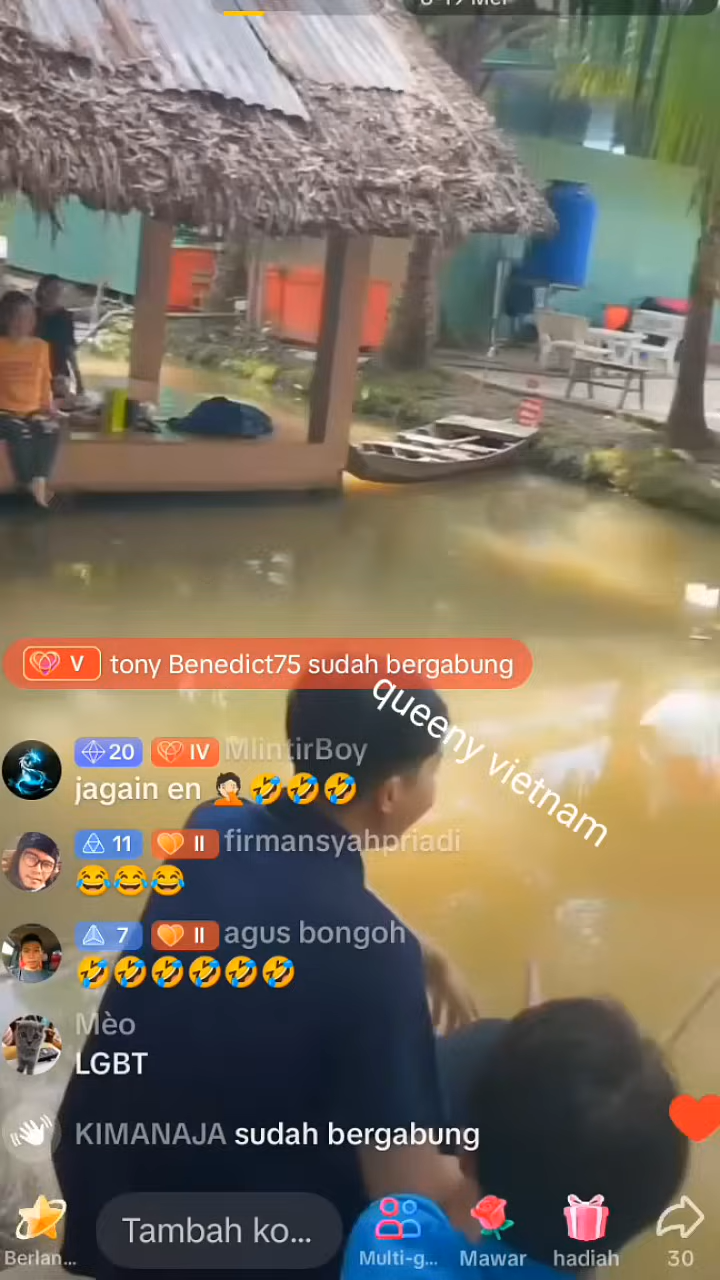 tony Benedict75 sudah bergabung
queeny vietnam
20 IV MlintirBoy
jagain en 🤦🏻🤣🤣🤣
11 II firmansyahpriadi
😂😂😂
7 II agus bongoh
🤣🤣🤣🤣🤣🤣
Mèo
LGBT
KIMANAJA sudah bergabung
Tambah ko...
Berlan...
Multi-g...
Mawar
hadiah
30